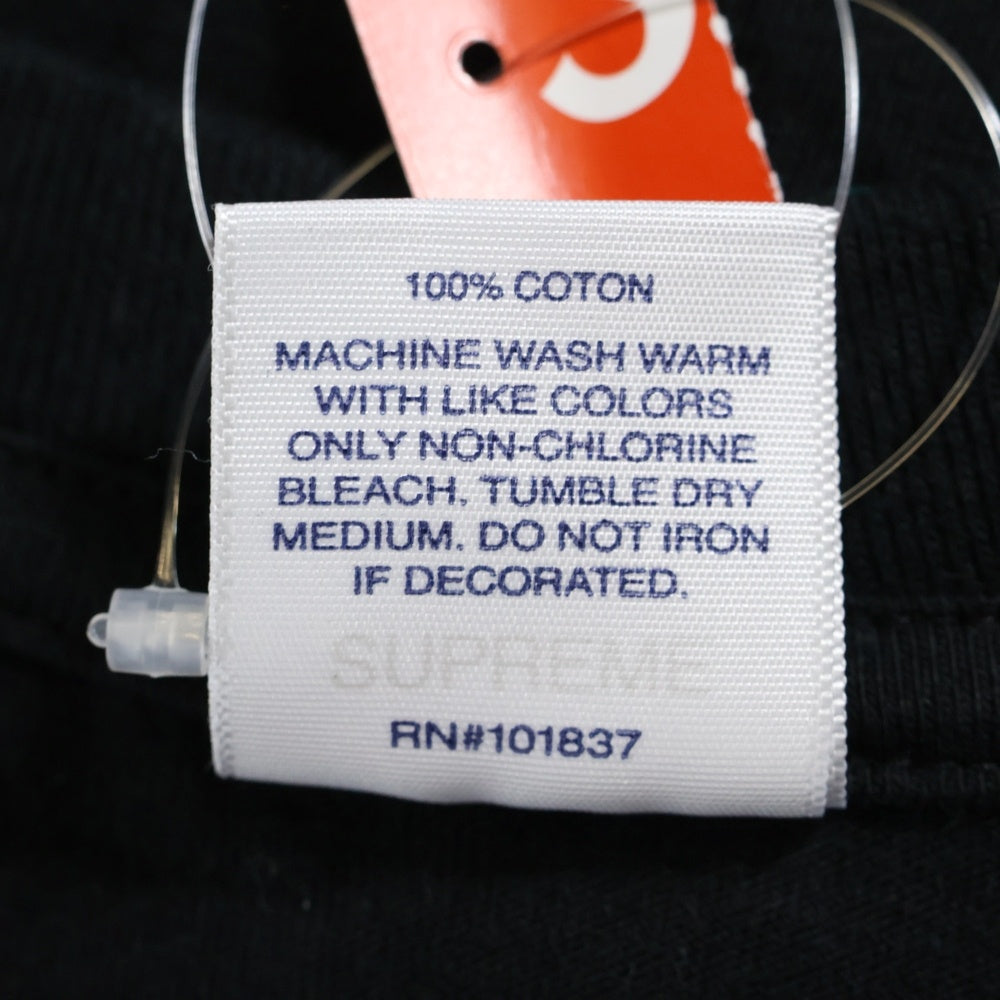 100% COTON
MACHINE WASH WARM
WITH LIKE COLORS
ONLY NON-CHLORINE
BLEACH, TUMBLE DRY
MEDIUM. DO NOT IRON
IF DECORATED.
SUPREME
RN#101837